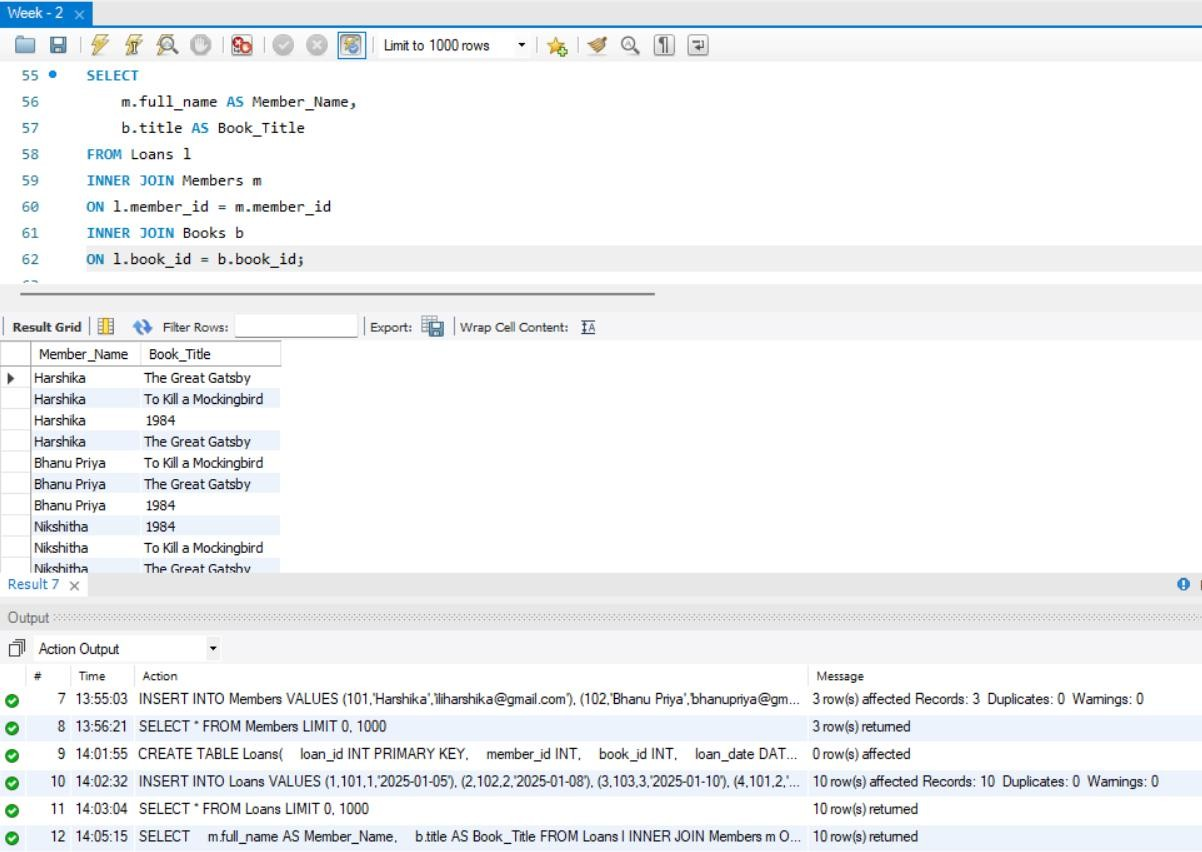 Week - 2
Limit to 1000 rows
55 SELECT
56 m.full_name AS Member_Name,
57 b.title AS Book_Title
58 FROM Loans l
59 INNER JOIN Members m
60 ON l.member_id = m.member_id
61 INNER JOIN Books b
62 ON l.book_id = b.book_id;
Result Grid Filter Rows: Export: Wrap Cell Content:
Member_Name Book_Title
Harshika The Great Gatsby
Harshika To Kill a Mockingbird
Harshika 1984
Harshika The Great Gatsby
Bhanu Priya To Kill a Mockingbird
Bhanu Priya The Great Gatsby
Bhanu Priya 1984
Nikshitha 1984
Nikshitha To Kill a Mockingbird
Nikshitha The Great Gatsby
Result 7
Output
Action Output
# Time Action Message
7 13:55:03 INSERT INTO Members VALUES (101,'Harshika','liharshika@gmail.com'), (102,'Bhanu Priya','bhanupriya@gm... 3 row(s) affected Records: 3 Duplicates: 0 Warnings: 0
8 13:56:21 SELECT * FROM Members LIMIT 0, 1000 3 row(s) returned
9 14:01:55 CREATE TABLE Loans( loan_id INT PRIMARY KEY, member_id INT, book_id INT, loan_date DAT... 0 row(s) affected
10 14:02:32 INSERT INTO Loans VALUES (1,101,1,'2025-01-05'), (2,102,2,'2025-01-08'), (3,103,3,'2025-01-10'), (4,101,2,'... 10 row(s) affected Records: 10 Duplicates: 0 Warnings: 0
11 14:03:04 SELECT * FROM Loans LIMIT 0, 1000 10 row(s) returned
12 14:05:15 SELECT m.full_name AS Member_Name, b.title AS Book_Title FROM Loans l INNER JOIN Members m O... 10 row(s) returned